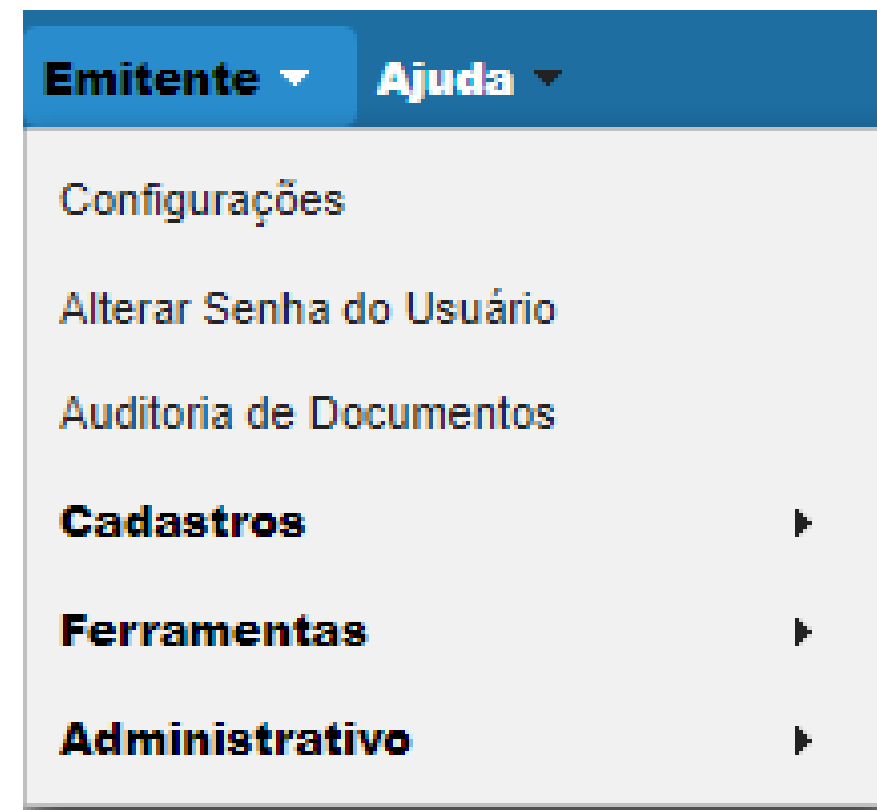 Emitente Ajuda
Configurações
Alterar Senha do Usuário
Auditoria de Documentos
Cadastros
Ferramentas
Administrativo